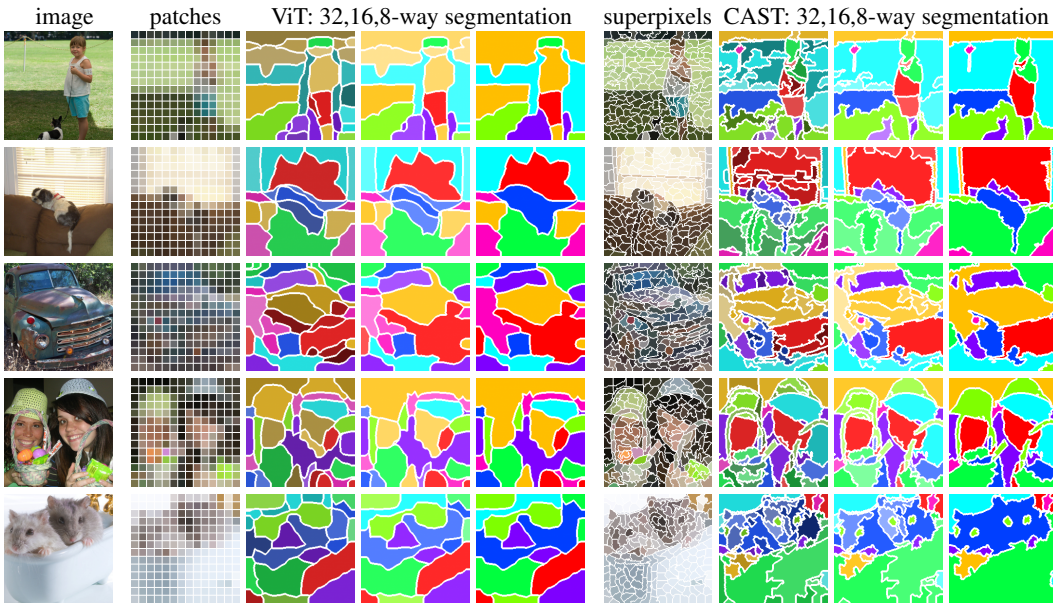 image patches ViT: 32,16,8-way segmentation superpixels CAST: 32,16,8-way segmentation